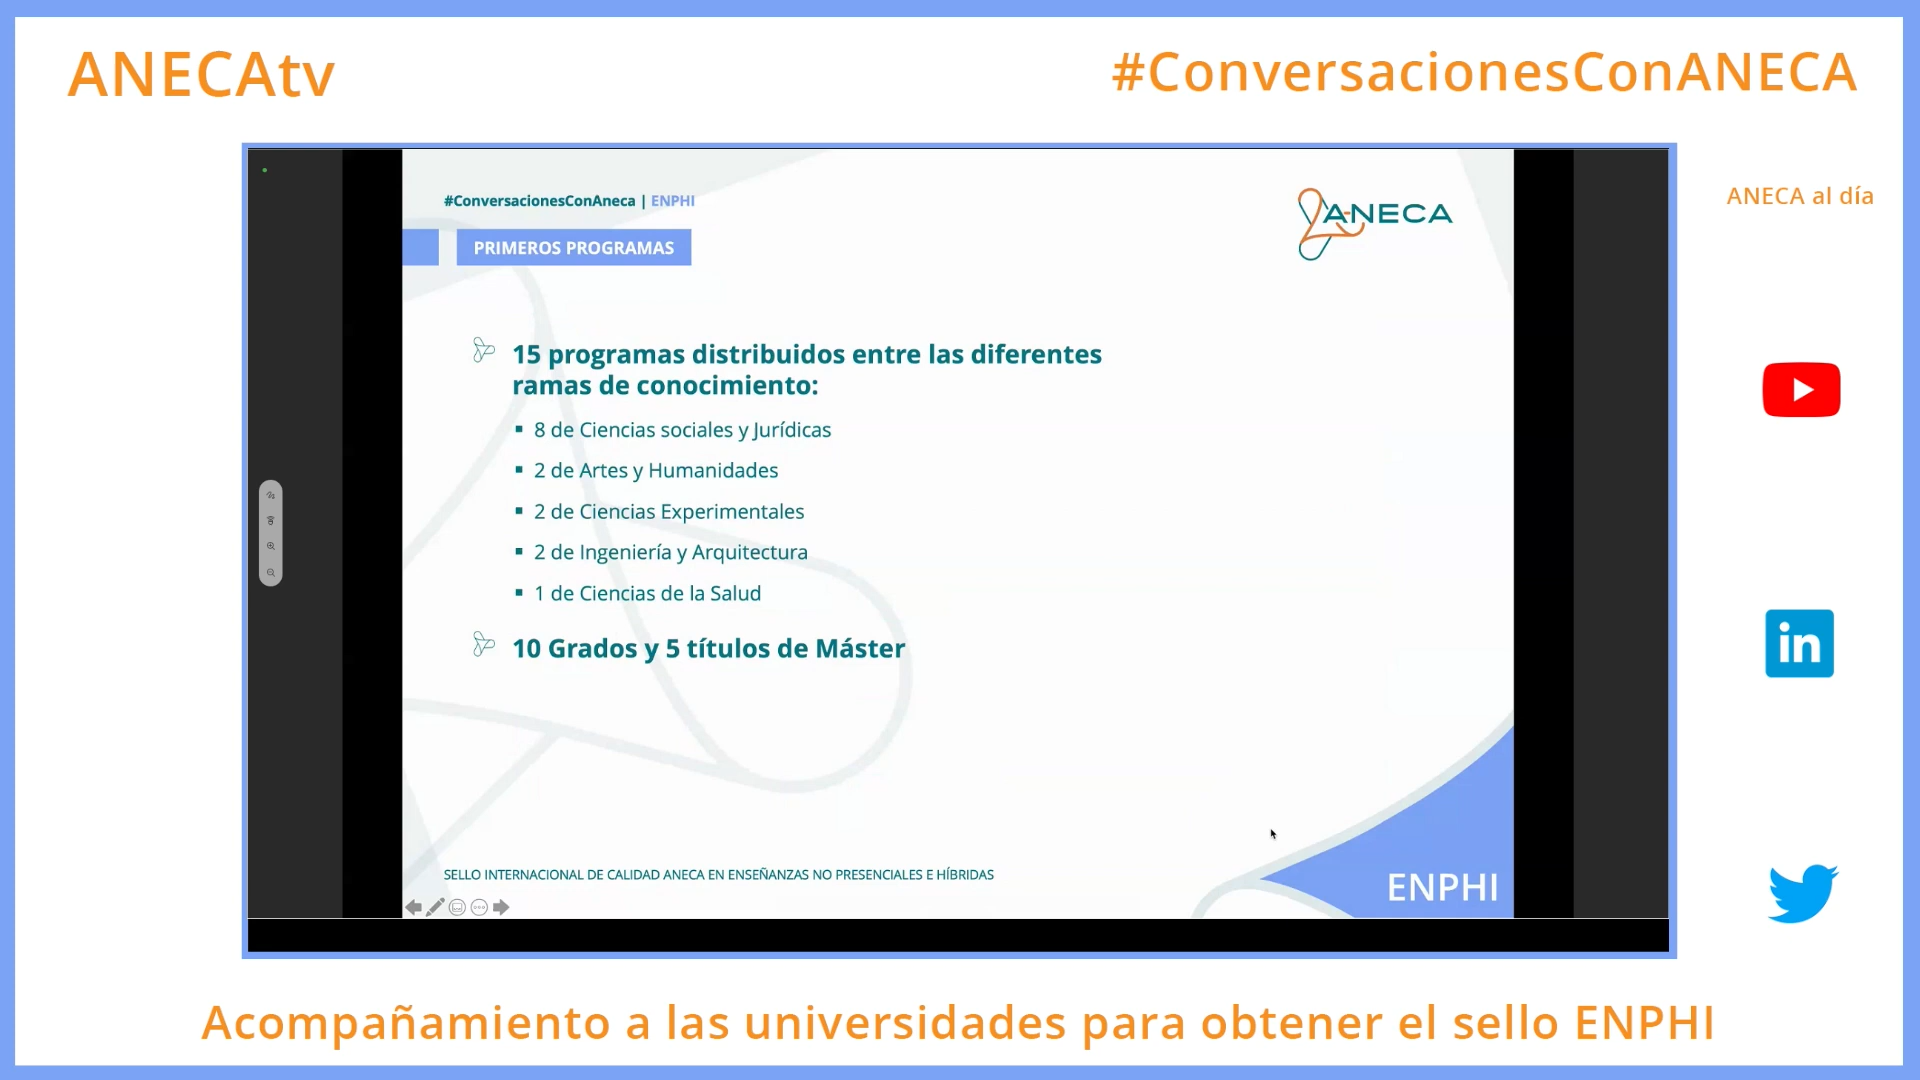 ANECAtv
#ConversacionesConANECA
ANECA al día
#ConversacionesConAneca | ENPHI
ANECA
PRIMEROS PROGRAMAS
15 programas distribuidos entre las diferentes
ramas de conocimiento:
▪ 8 de Ciencias sociales y Jurídicas
▪ 2 de Artes y Humanidades
▪ 2 de Ciencias Experimentales
▪ 2 de Ingeniería y Arquitectura
▪ 1 de Ciencias de la Salud
10 Grados y 5 títulos de Máster
in
SELLO INTERNACIONAL DE CALIDAD ANECA EN ENSEÑANZAS NO PRESENCIALES E HÍBRIDAS
ENPHI
Acompañamiento a las universidades para obtener el sello ENPHI